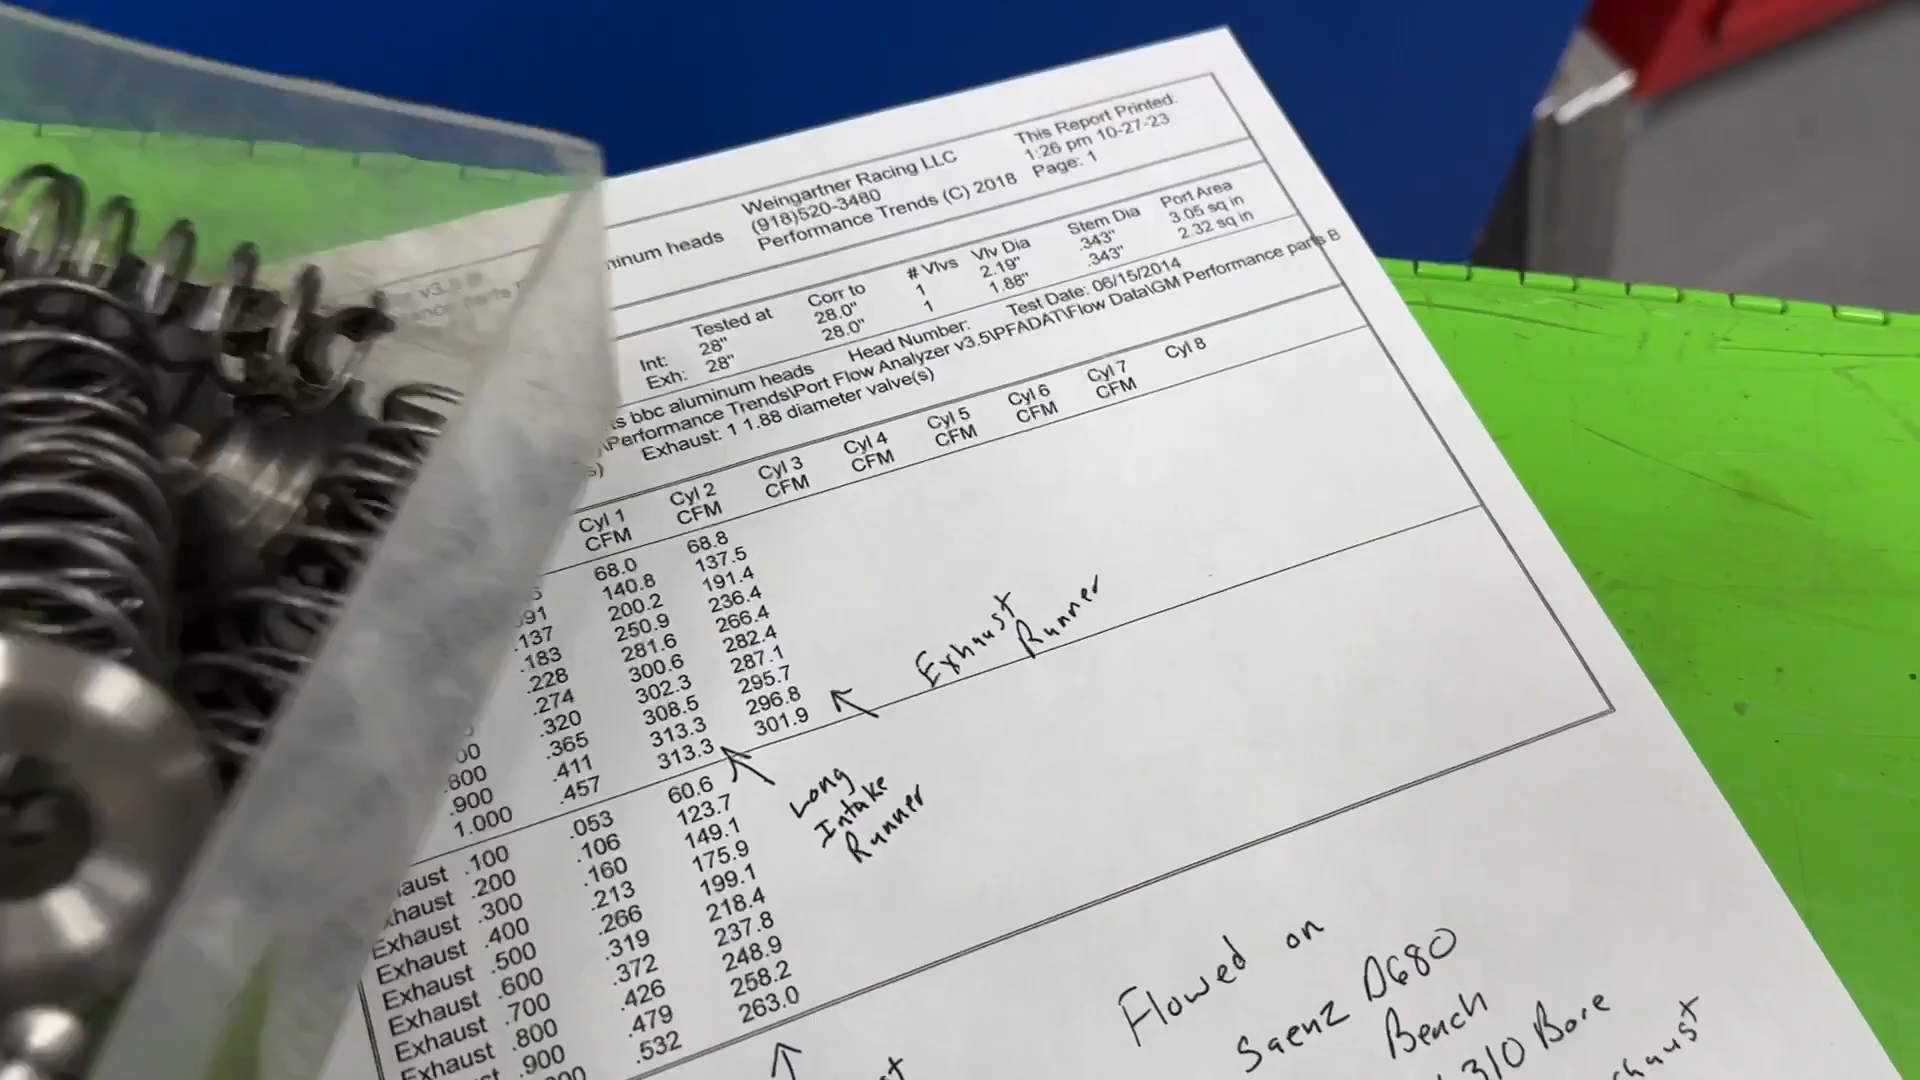 Weingartner Racing LLC
(918)520-3480
Performance Trends (C) 2018
This Report Printed:
1:26 pm 10-27-23
Page: 1
heads
Tested at Corr to # Vlvs Vlv Dia Stem Dia Port Area
Int: 28" 28.0" 1 2.19" .343" 3.05 sq in
Exh: 28" 28.0" 1 1.88" .343" 2.32 sq in
Head Number: Test Date: 06/15/2014
bbc aluminum heads
\Performance Trends\Port Flow Analyzer v3.5\PFADAT\Flow Data\GM Performance parts B
Exhaust: 1 1.88 diameter valve(s)
Cyl 1 Cyl 2 Cyl 3 Cyl 4 Cyl 5 Cyl 6 Cyl 7 Cyl 8
CFM CFM CFM CFM CFM CFM CFM
68.0 68.8
140.8 137.5
.137 200.2 191.4
.183 250.9 236.4
.228 281.6 266.4
.274 300.6 282.4
.320 302.3 287.1
.365 308.5 295.7
.900 .411 313.3 296.8
1.000 .457 313.3 301.9
Exhaust
Runner
Long
Intake
Runner
.100 .053 60.6
.200 .106 123.7
Exhaust .300 .160 149.1
Exhaust .400 .213 175.9
Exhaust .500 .266 199.1
Exhaust .600 .319 218.4
Exhaust .700 .372 237.8
Exhaust .800 .426 248.9
.900 .479 258.2
.532 263.0
Flowed on
Saenz D680
Bench
310 Bore